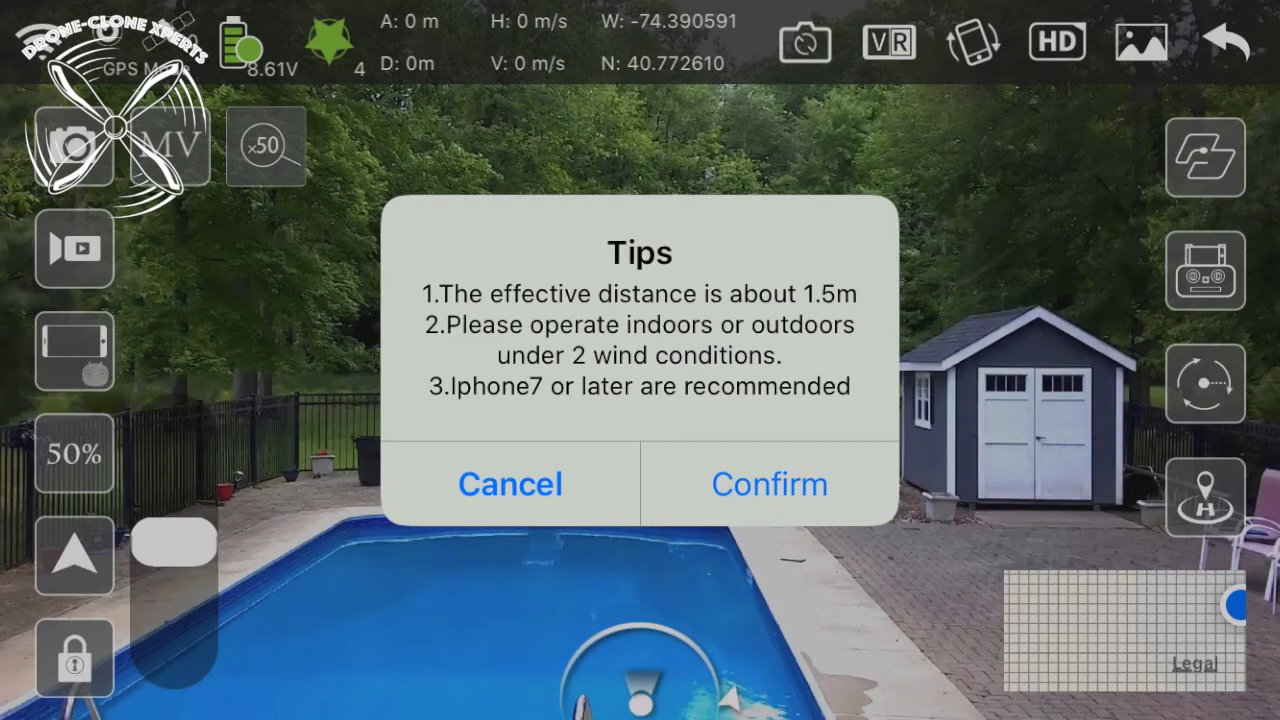 DRONE-CLONE XPERTS
A: 0 m H: 0 m/s W: -74.390591
GPS M
8.61V 4 D: 0m V: 0 m/s N: 40.772610
VR
HD
MV
x50
Tips
1.The effective distance is about 1.5m
2.Please operate indoors or outdoors
under 2 wind conditions.
3.Iphone7 or later are recommended
50%
Cancel Confirm
H
Legal